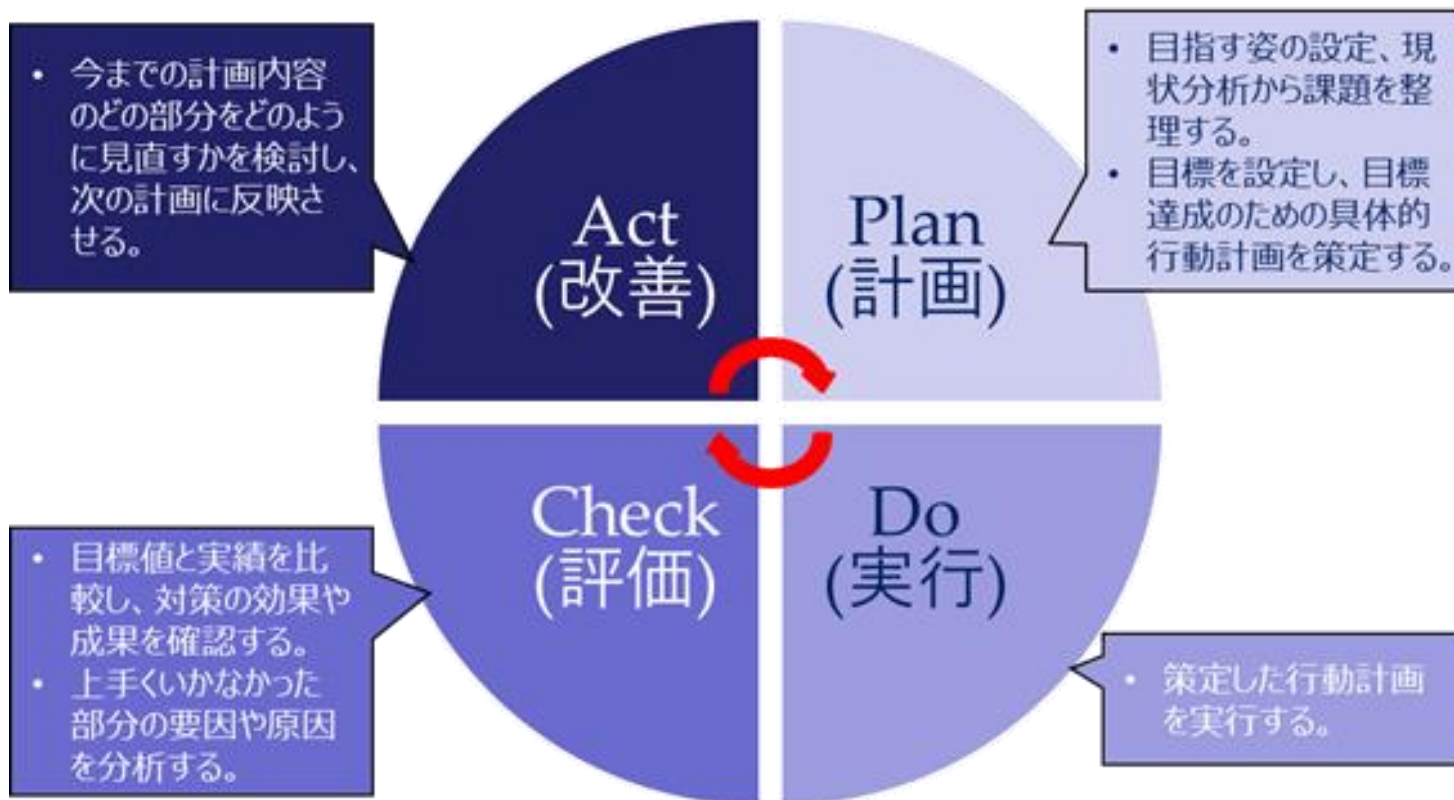 • 今までの計画内容
のどの部分をどのよう
に見直すかを検討し、
次の計画に反映さ
せる。
Act
(改善)
Plan
(計画)
• 目指す姿の設定、現
状分析から課題を整
理する。
• 目標を設定し、目標
達成のための具体的
行動計画を策定する。
• 目標値と実績を比
較し、対策の効果や
成果を確認する。
• 上手くいかなかった
部分の要因や原因
を分析する。
Check
(評価)
Do
(実行)
• 策定した行動計画
を実行する。